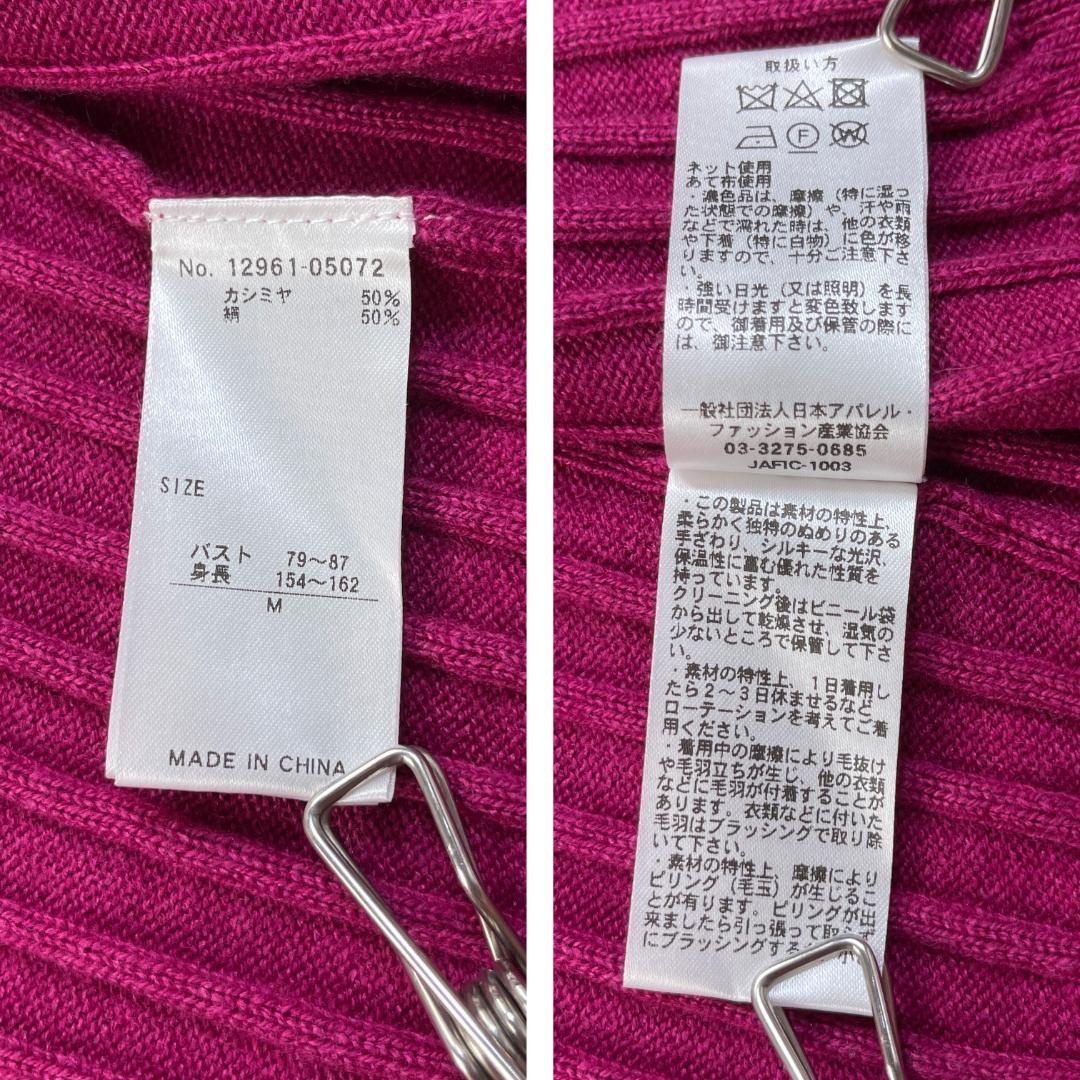 No. 12961-05072
カシミヤ 50%
絹 50%
SIZE
バスト 79〜87
身長 154〜162
M
MADE IN CHINA
取扱い方
F
W
ネット使用
あて布使用
・濃色品は、摩擦（特に湿っ
た状態での摩擦）や、汗や雨
などで濡れた時は、他の衣類
や下着（特に白物）に色が移
りますので、十分ご注意下さ
い。
・強い日光（又は照明）を長
時間受けますと変色致します
ので、御着用及び保管の際に
は、御注意下さい。
一般社団法人日本アパレル・
ファッション産業協会
03-3275-0685
JAFIC-1003
・この製品は素材の特性上、
柔らかく独特のぬめりのある
手ざわり、シルキーな光沢、
保温性に富む優れた性質を
持っています。
クリーニング後はビニール袋
から出して乾燥させ、湿気の
少ないところで保管して下さ
い。
・素材の特性上、1日着用し
たら2〜3日休ませるなど
ローテーションを考えてご着
用ください。
・着用中の摩擦により毛抜け
や毛羽立ちが生じ、他の衣類
などに毛羽が付着することが
あります。衣類などに付いた
毛羽はブラッシングで取り除
いて下さい。
・素材の特性上、摩擦により
ピリング（毛玉）が生じるこ
とが有ります。ピリングが出
来ましたら引っ張って取らず
にブラッシングする